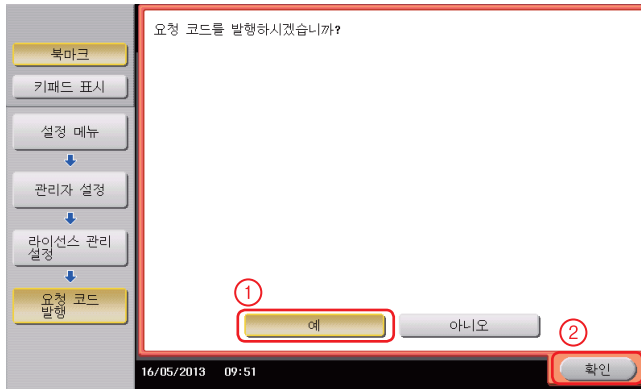 요청 코드를 발행하시겠습니까?
북마크
키패드 표시
설정 메뉴
관리자 설정
라이선스 관리
설정
요청 코드
발행
1
예
아니오
2
16/05/2013 09:51
확인